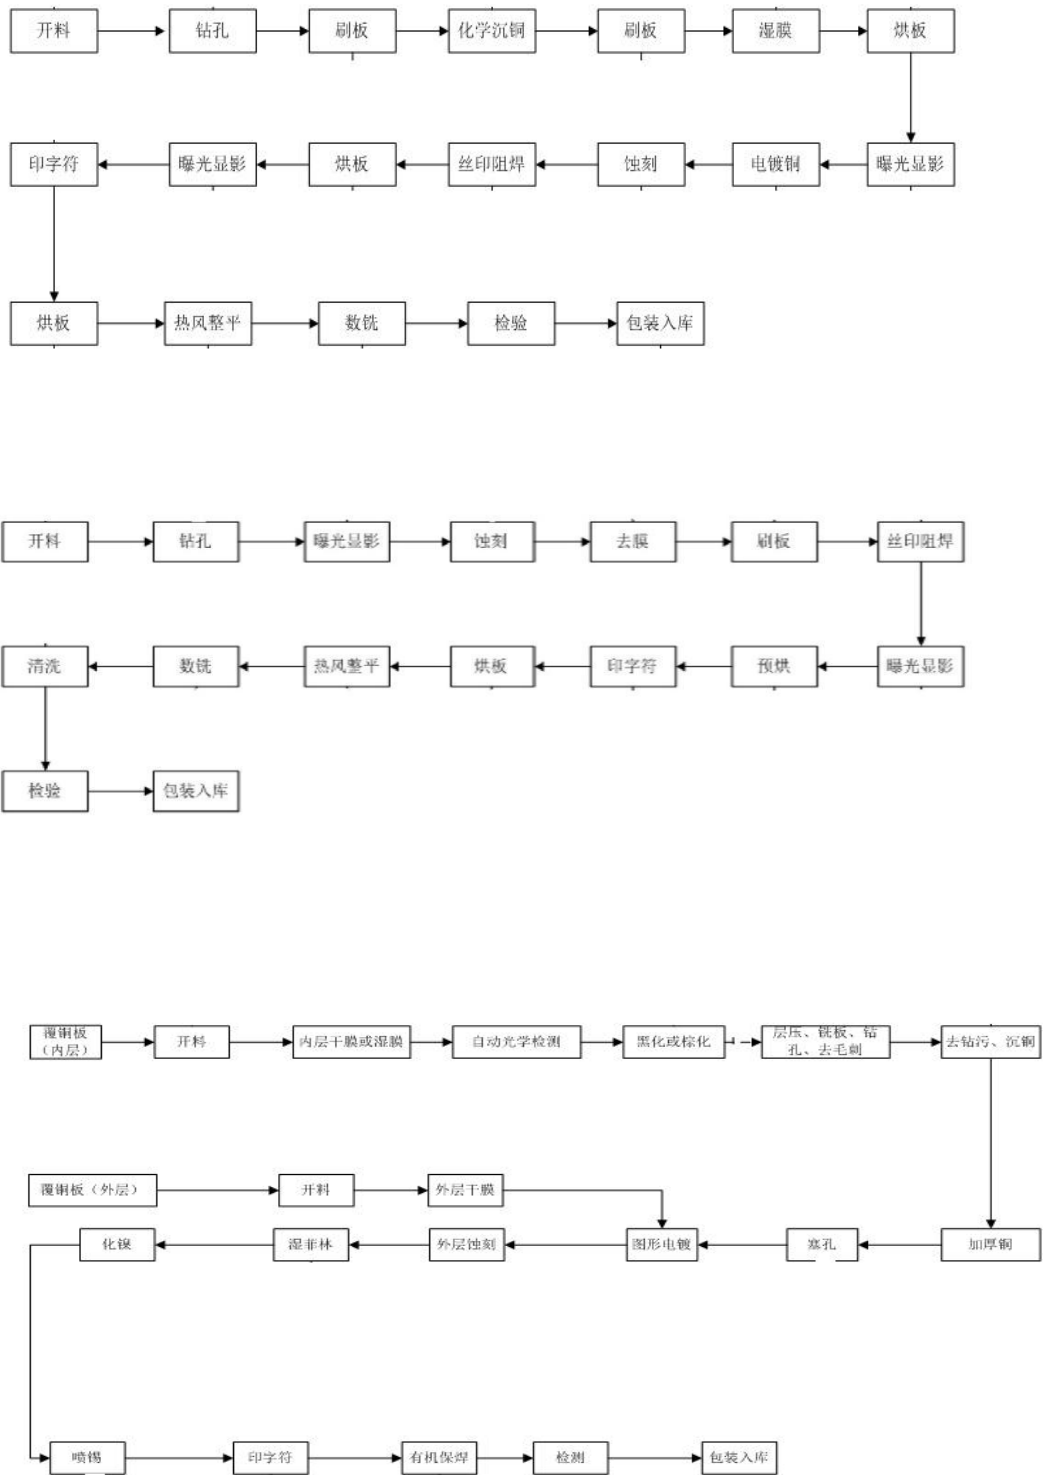 开料
钻孔
刷板
化学沉铜
刷板
湿膜
烘板
曝光显影
电镀铜
蚀刻
丝印阻焊
烘板
曝光显影
印字符
烘板
热风整平
数铣
检验
包装入库
开料
钻孔
曝光显影
蚀刻
去膜
刷板
丝印阻焊
曝光显影
预烘
印字符
烘板
热风整平
数铣
清洗
检验
包装入库
覆铜板
（内层）
开料
内层干膜或湿膜
自动光学检测
黑化或棕化
层压、铣板、钻
孔、去毛刺
去钻污、沉铜
覆铜板（外层）
开料
外层干膜
加厚铜
塞孔
图形电镀
外层蚀刻
湿菲林
化镍
喷锡
印字符
有机保焊
检测
包装入库